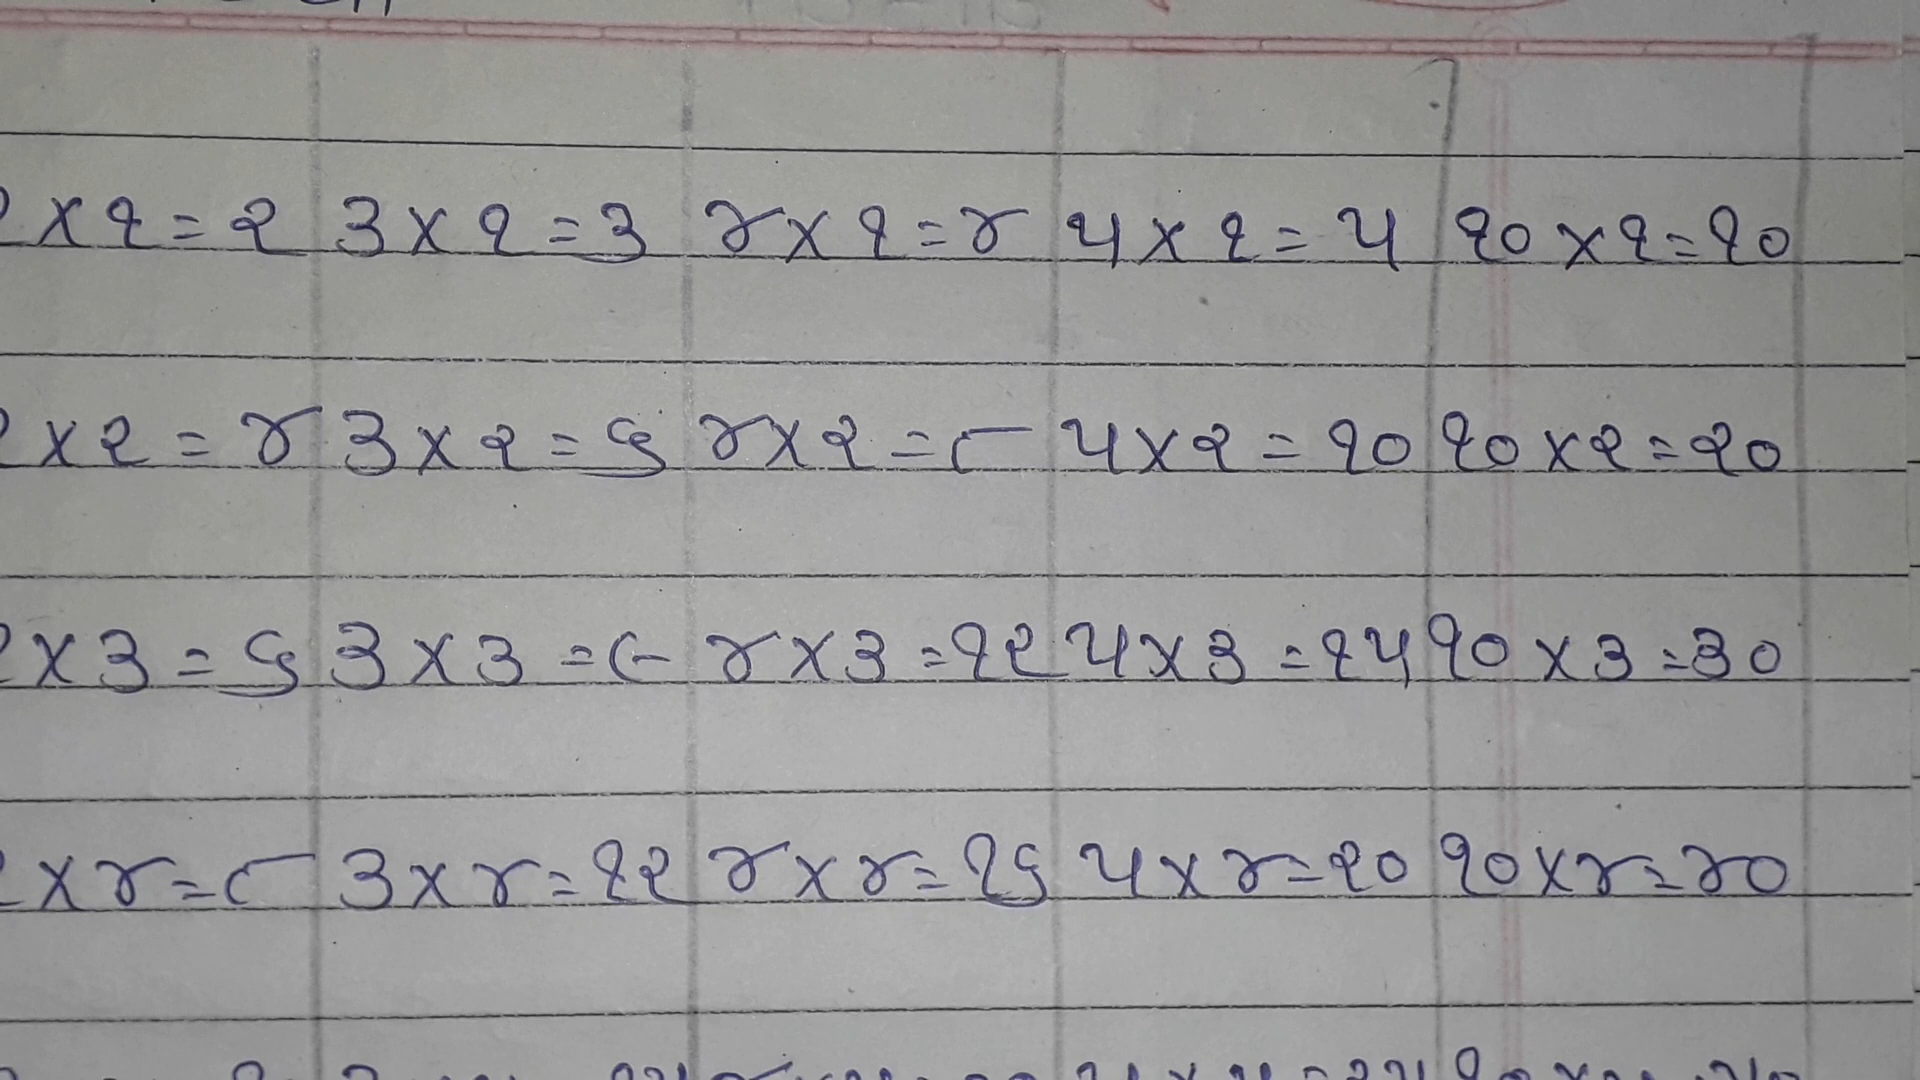 २ × १ = २ ३ × १ = ३ ४ × १ = ४ ५ × १ = ५ १० × १ = १०
२ × २ = ४ ३ × २ = ६ ४ × २ = ८ ५ × २ = १० १० × २ = २०
२ × ३ = ६ ३ × ३ = ९ ४ × ३ = १२ ५ × ३ = १५ १० × ३ = ३०
२ × ४ = ८ ३ × ४ = १२ ४ × ४ = १६ ५ × ४ = २० १० × ४ = ४०